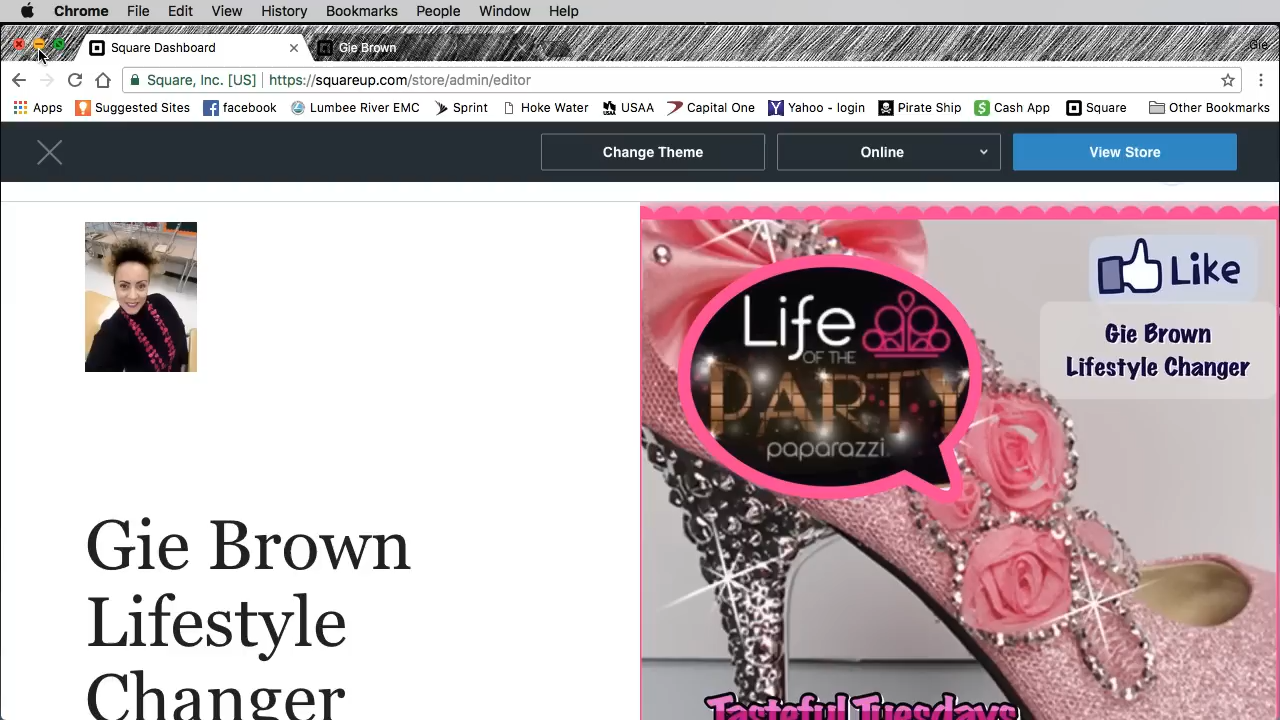 Chrome File Edit View History Bookmarks People Window Help
Square Dashboard Gie Brown Gie
Square, Inc. [US] https://squareup.com/store/admin/editor
Apps Suggested Sites facebook Lumbee River EMC Sprint Hoke Water USAA Capital One Yahoo - login Pirate Ship Cash App Square Other Bookmarks
Change Theme Online View Store
Like
Gie Brown
Lifestyle Changer
Life
OF THE
PARTY
paparazzi
Gie Brown
Lifestyle
Changer
Tasteful Tuesdays